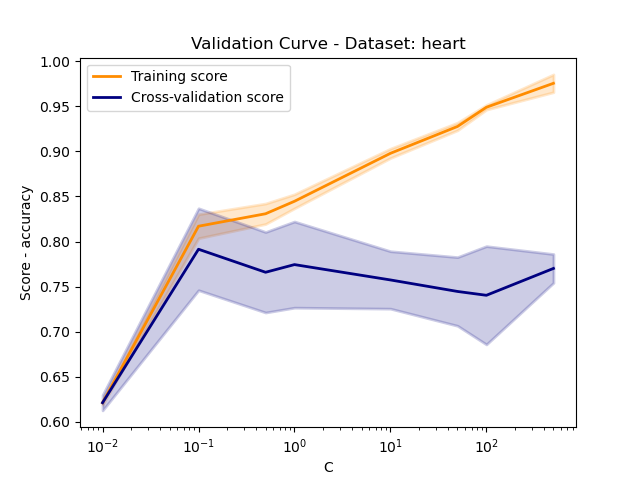 Validation Curve - Dataset: heart
Training score
Cross-validation score
1.00
0.95
0.90
0.85
0.80
0.75
0.70
0.65
0.60
Score - accuracy
10⁻² 10⁻¹ 10⁰ 10¹ 10²
C